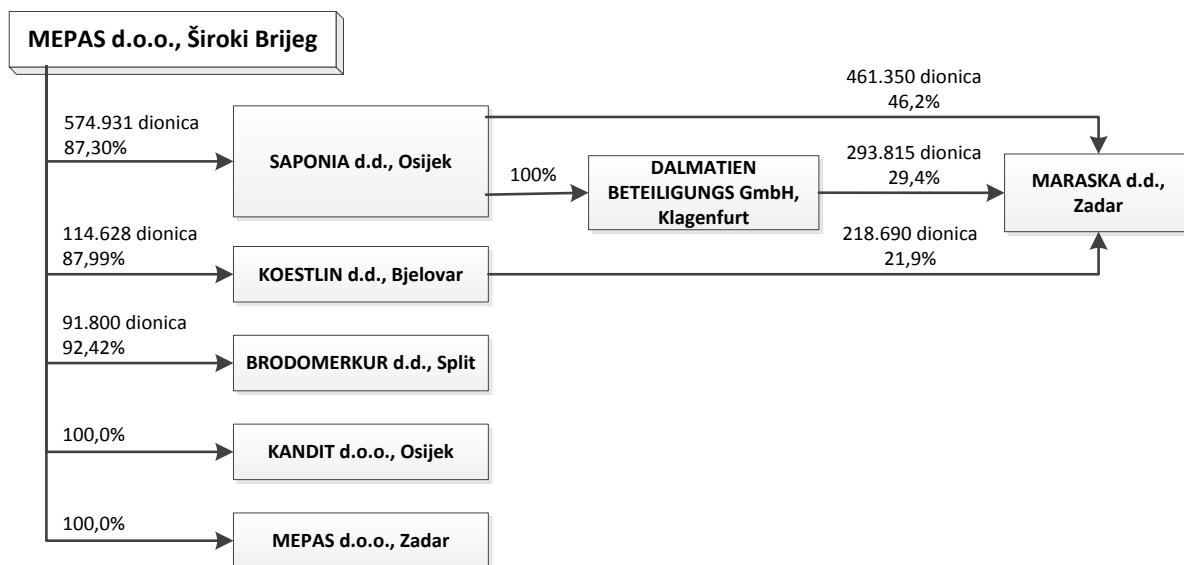 MEPAS d.o.o., Široki Brijeg
461.350 dionica
46,2%
574.931 dionica
87,30%
SAPONIA d.d., Osijek
100%
DALMATIEN
BETEILIGUNGS GmbH,
Klagenfurt
293.815 dionica
29,4%
MARASKA d.d.,
Zadar
114.628 dionica
87,99%
KOESTLIN d.d., Bjelovar
218.690 dionica
21,9%
91.800 dionica
92,42%
BRODOMERKUR d.d., Split
100,0%
KANDIT d.o.o., Osijek
100,0%
MEPAS d.o.o., Zadar